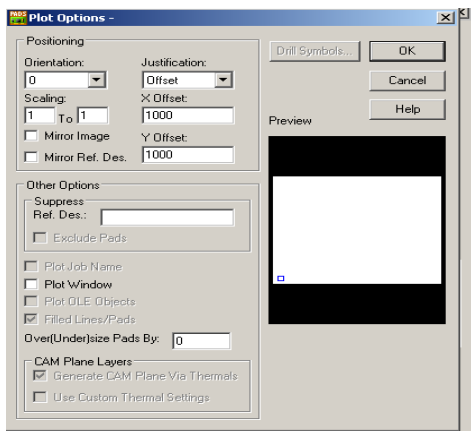 PADS Plot Options -
Positioning
Orientation:
Justification:
0
Offset
Scaling:
X Offset:
1 To 1
1000
Mirror Image
Y Offset:
Mirror Ref. Des.
1000
Other Options
Suppress
Ref. Des.:
Exclude Pads
Plot Job Name
Plot Window
Plot OLE Objects
Filled Lines/Pads
Over(Under)size Pads By: 0
CAM Plane Layers
Generate CAM Plane Via Thermals
Use Custom Thermal Settings
Drill Symbols...
OK
Cancel
Help
Preview